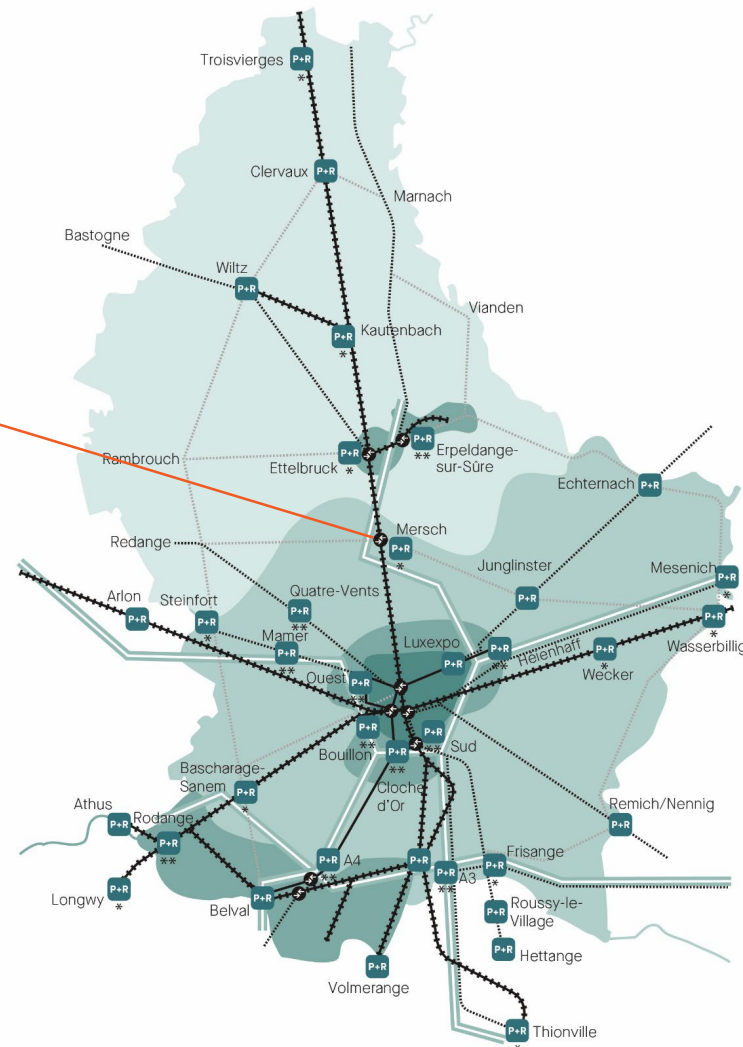 Troisvierges
P+R
*
Clervaux
P+R
Marnach
Bastogne
Wiltz
P+R
Vianden
Kautenbach
P+R
*
Rambrouch
Ettelbruck
P+R
*
P+R
**
Erpeldange-
sur-Sûre
Echternach
P+R
Mersch
P+R
*
Redange
Junglinster
P+R
Mesenich
P+R
*
Arlon
P+R
Steinfort
P+R
*
Quatre-Vents
P+R
**
Mamer
P+R
**
Luxexpo
P+R
P+R
**
Helenhaff
Wecker
P+R
*
Wasserbillig
P+R
*
Ouest
P+R
**
Bouillon
P+R
**
Sud
P+R
**
Cloche
d'Or
P+R
**
Bascharage-
Sanem
P+R
*
Athus
P+R
Rodange
P+R
**
Longwy
P+R
*
Belval
P+R
A4
P+R
**
P+R
A3
P+R
**
Frisange
P+R
*
Remich/Nennig
P+R
Roussy-le-
Village
P+R
Hettange
P+R
Volmerange
P+R
Thionville
P+R
*